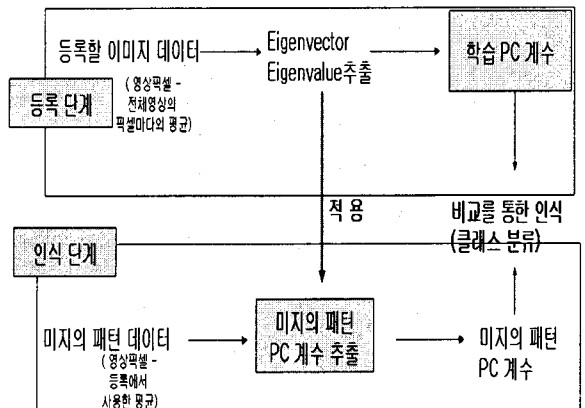 등록할 이미지 데이터
( 영상픽셀 -
전체영상의
픽셀마다의 평균)
등록 단계
Eigenvector
Eigenvalue추출
학습 PC 계수
적 용
비교를 통한 인식
(클래스 분류)
인식 단계
미지의 패턴 데이터
( 영상픽셀 -
등록에서
사용한 평균)
미지의 패턴
PC 계수 추출
미지의 패턴
PC 계수